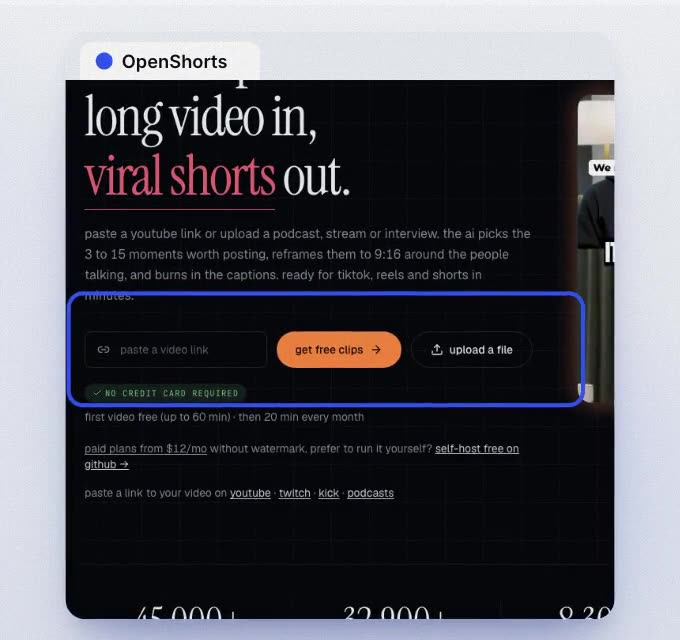 OpenShorts
long video in,
viral shorts out.
paste a youtube link or upload a podcast, stream or interview. the ai picks the
3 to 15 moments worth posting, reframes them to 9:16 around the people
talking, and burns in the captions. ready for tiktok, reels and shorts in
minutes.
We
paste a video link
get free clips →
upload a file
✓ NO CREDIT CARD REQUIRED
first video free (up to 60 min) · then 20 min every month
paid plans from $12/mo without watermark. prefer to run it yourself? self-host free on
github →
paste a link to your video on youtube · twitch · kick · podcasts
45,000+
32,900+